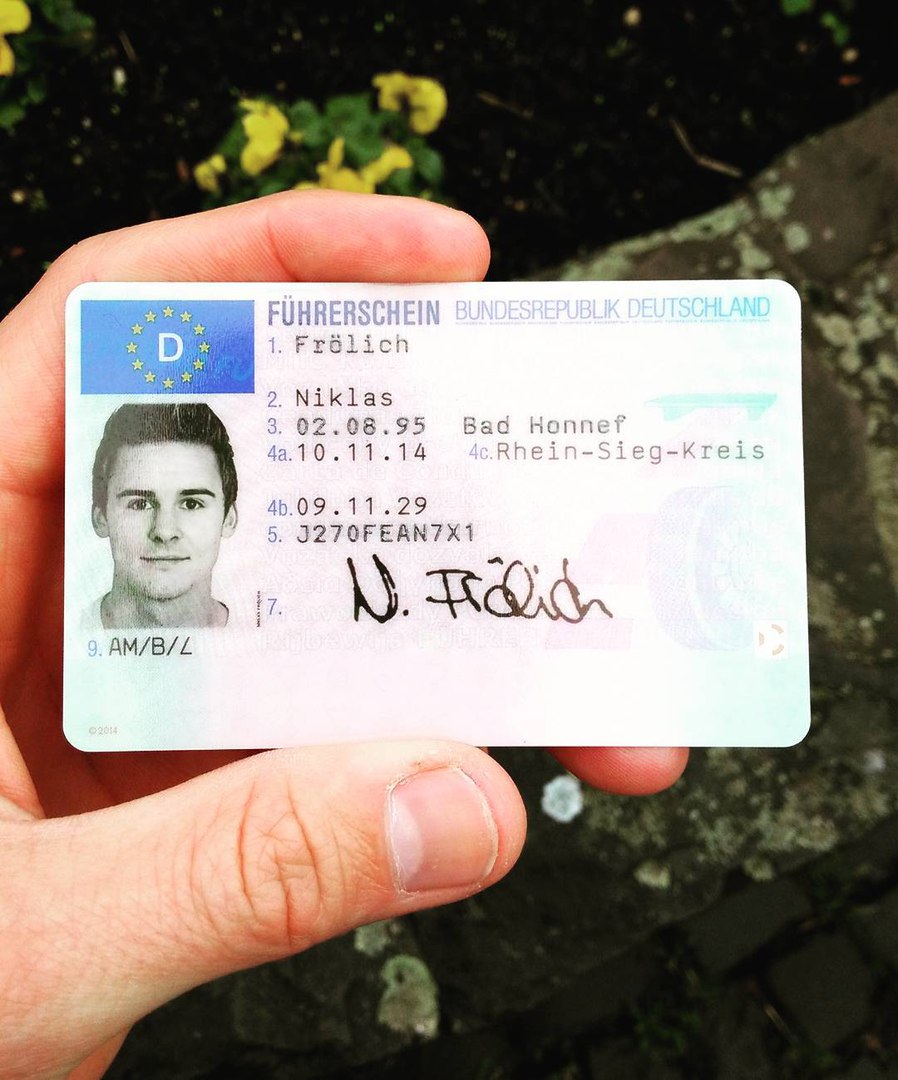 FÜHRERSCHEIN BUNDESREPUBLIK DEUTSCHLAND
D
1. Frölich
2. Niklas
3. 02.08.95 Bad Honnef
4a. 10.11.14 4c. Rhein-Sieg-Kreis
4b. 09.11.29
5. J270FEAN7X1
7. N. Frölich
9. AM/B/L
©2014